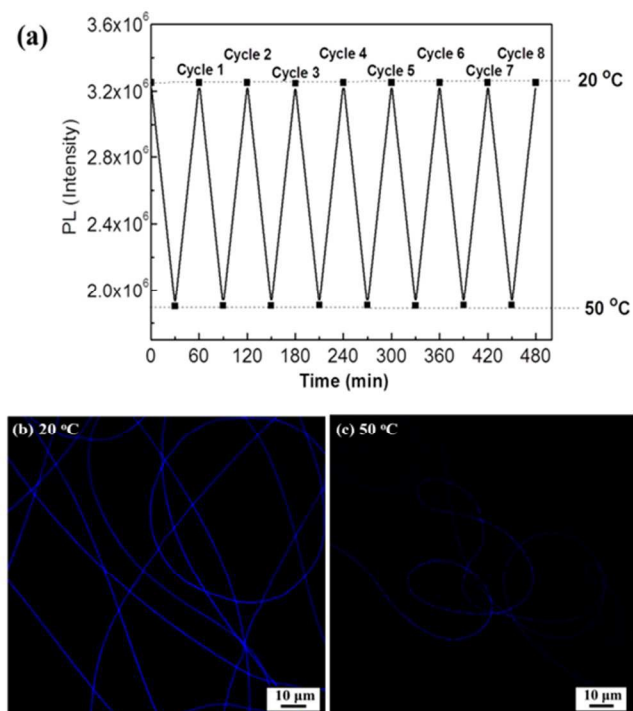 (a)
3.6x10⁶
3.2x10⁶
2.8x10⁶
2.4x10⁶
2.0x10⁶
PL (Intensity)
Cycle 2 Cycle 4 Cycle 6 Cycle 8
Cycle 1 Cycle 3 Cycle 5 Cycle 7
20 °C
50 °C
0 60 120 180 240 300 360 420 480
Time (min)
(b) 20 °C
10 μm
(c) 50 °C
10 μm